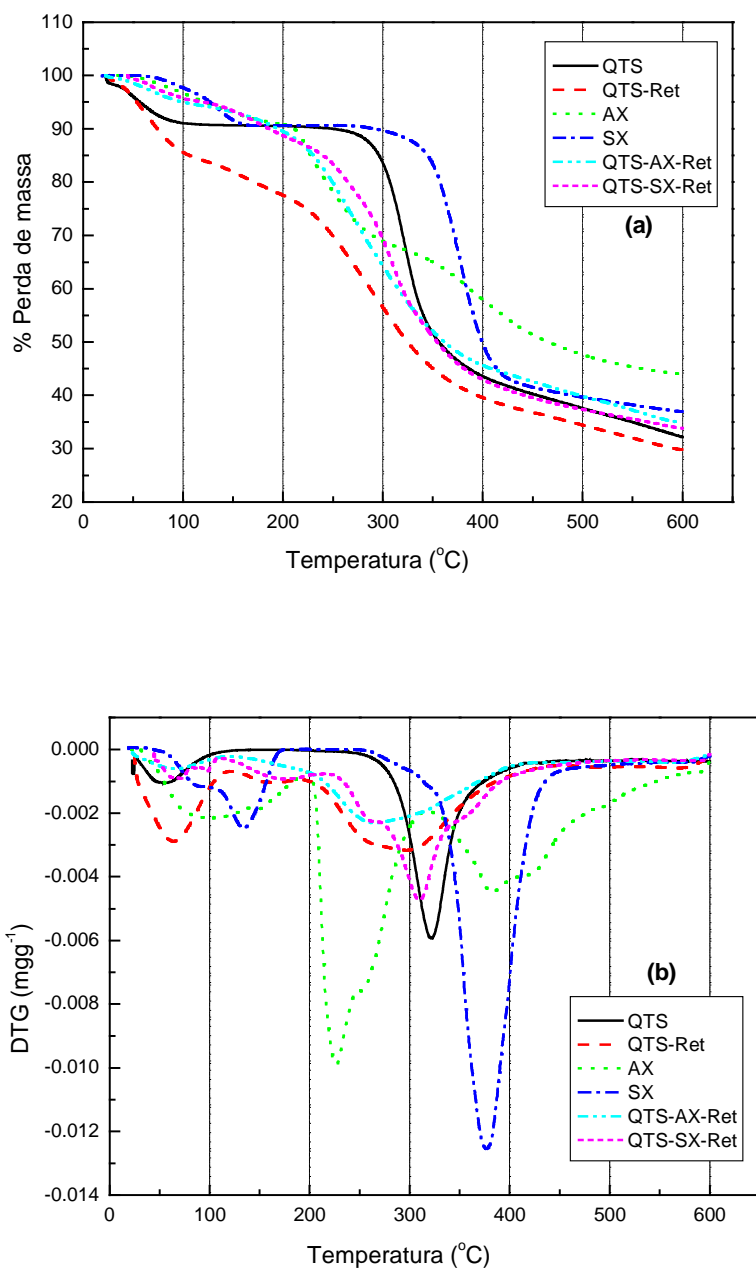 110
100
90
80
70
60
50
40
30
20
% Perda de massa
QTS
QTS-Ret
AX
SX
QTS-AX-Ret
QTS-SX-Ret
(a)
0 100 200 300 400 500 600
Temperatura (°C)
0.000
-0.002
-0.004
-0.006
-0.008
-0.010
-0.012
-0.014
DTG (mgg-1)
(b)
QTS
QTS-Ret
AX
SX
QTS-AX-Ret
QTS-SX-Ret
0 100 200 300 400 500 600
Temperatura (°C)